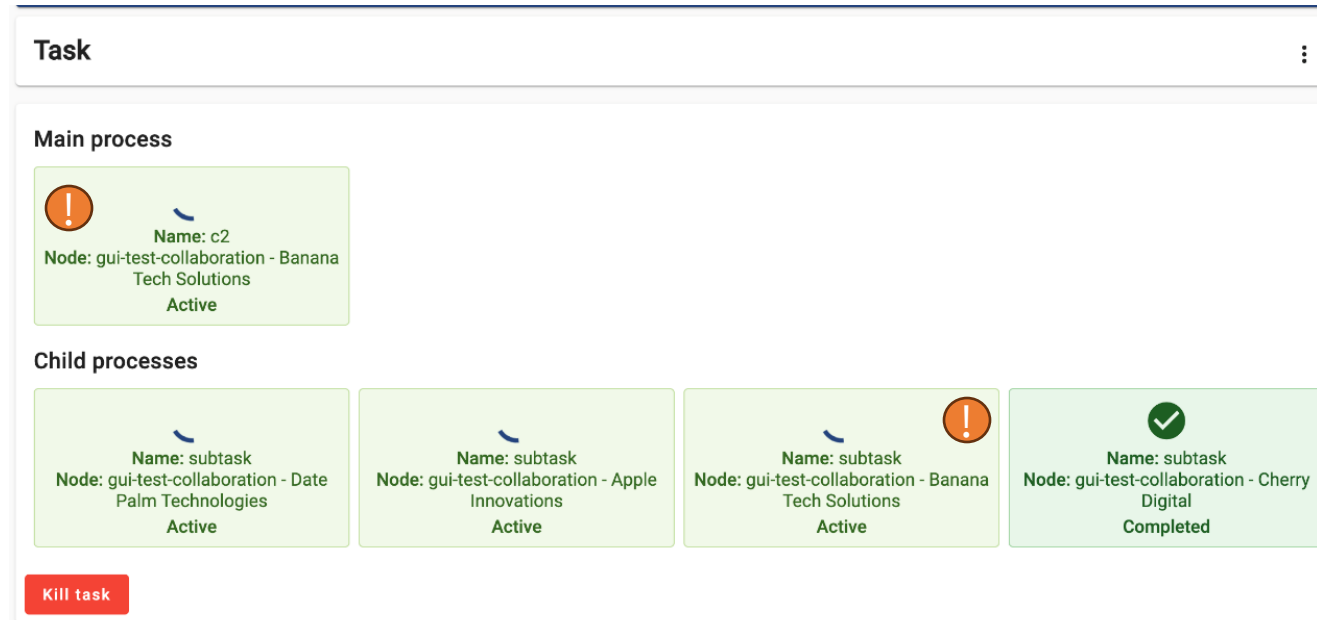 Task
Main process
!
Name: c2
Node: gui-test-collaboration - Banana
Tech Solutions
Active
Child processes
Name: subtask
Node: gui-test-collaboration - Date
Palm Technologies
Active
Name: subtask
Node: gui-test-collaboration - Apple
Innovations
Active
!
Name: subtask
Node: gui-test-collaboration - Banana
Tech Solutions
Active
Name: subtask
Node: gui-test-collaboration - Cherry
Digital
Completed
Kill task